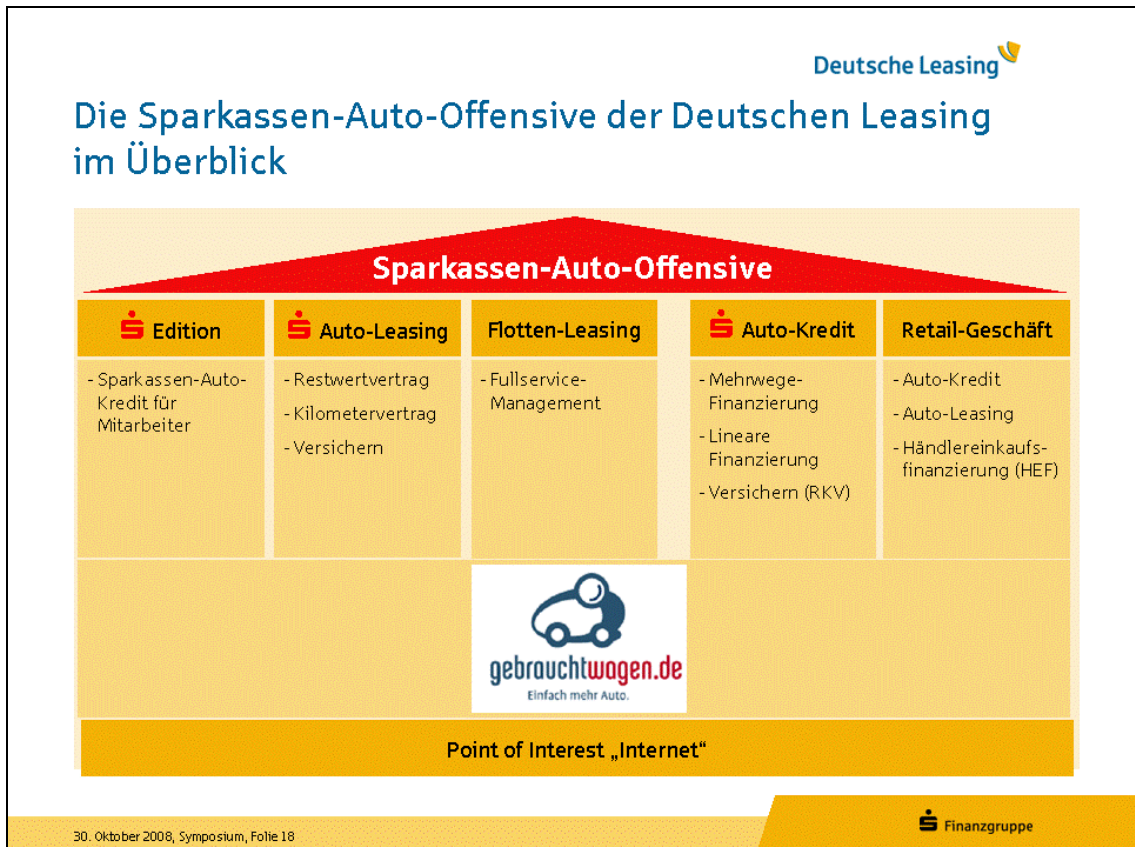 Deutsche Leasing
Die Sparkassen-Auto-Offensive der Deutschen Leasing
im Überblick
Sparkassen-Auto-Offensive
Edition
- Sparkassen-Auto-
Kredit für
Mitarbeiter
Auto-Leasing
- Restwertvertrag
- Kilometervertrag
- Versichern
Flotten-Leasing
- Fullservice-
Management
Auto-Kredit
- Mehrwege-
Finanzierung
- Lineare
Finanzierung
- Versichern (RKV)
Retail-Geschäft
- Auto-Kredit
- Auto-Leasing
- Händlereinkaufs-
finanzierung (HEF)
gebrauchtwagen.de
Einfach mehr Auto.
Point of Interest „Internet“
30. Oktober 2008, Symposium, Folie 18
Finanzgruppe